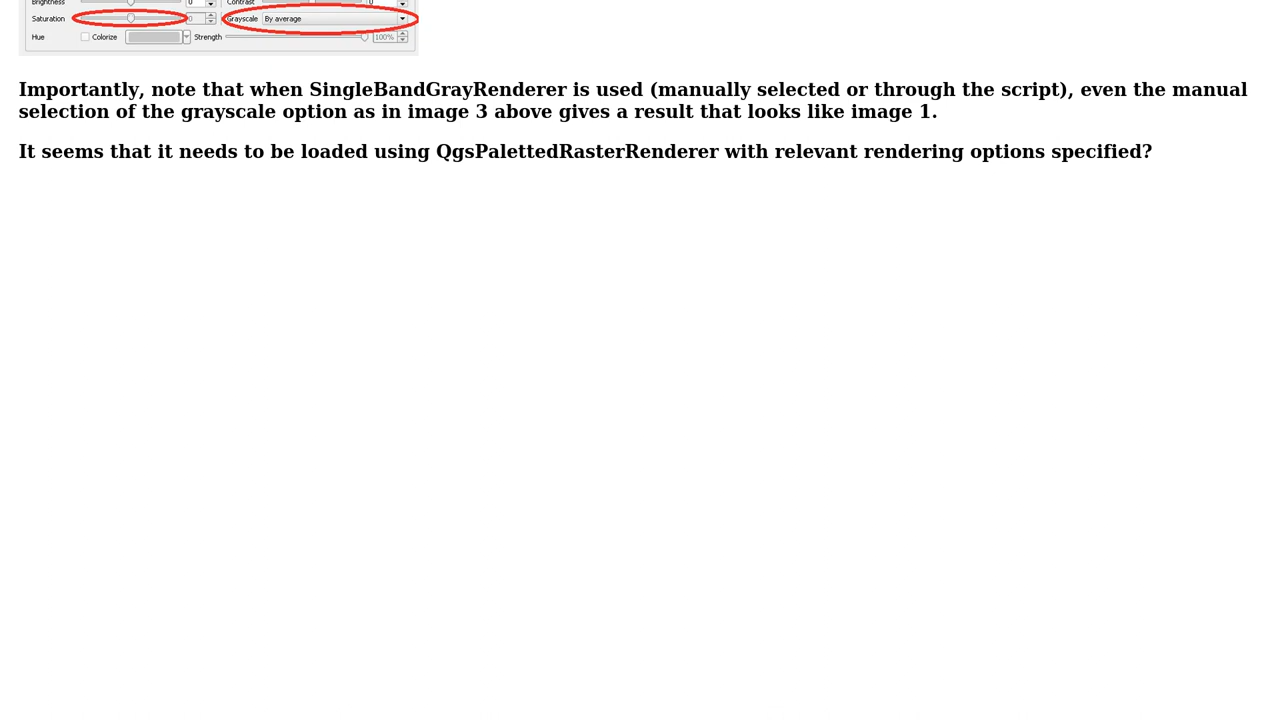 Brightness 0 Contrast 0
Saturation 0 Grayscale By average
Hue Colorize Strength 100%
Importantly, note that when SingleBandGrayRenderer is used (manually selected or through the script), even the manual
selection of the grayscale option as in image 3 above gives a result that looks like image 1.
It seems that it needs to be loaded using QgsPalettedRasterRenderer with relevant rendering options specified?